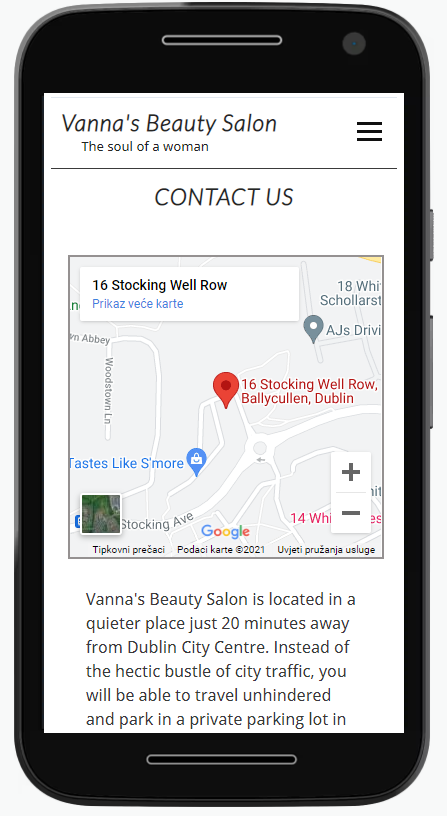 Vanna's Beauty Salon
The soul of a woman
CONTACT US
16 Stocking Well Row
Prikaz veće karte
18 Whi
Scholarst
AJs Drivi
wn Abbey
Woodstown Ln
16 Stocking Well Row,
Ballycullen, Dublin
Tastes Like S'more
Stocking Ave
14 Whi
es
Google
Tipkovni prečaci Podaci karte ©2021 Uvjeti pružanja usluge
Vanna's Beauty Salon is located in a
quieter place just 20 minutes away
from Dublin City Centre. Instead of
the hectic bustle of city traffic, you
will be able to travel unhindered
and park in a private parking lot in